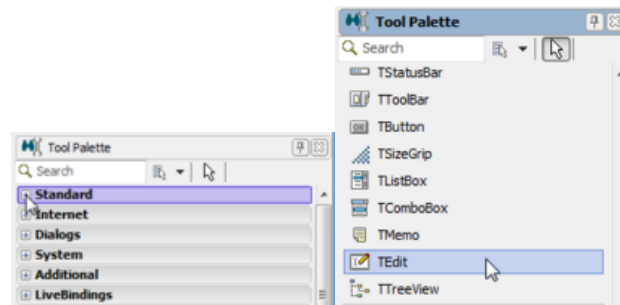 Tool Palette
Search
Standard
Internet
Dialogs
System
Additional
LiveBindings
Tool Palette
Search
TStatusBar
TToolBar
TButton
TSizeGrip
TListBox
TComboBox
TMemo
TEdit
TTreeView